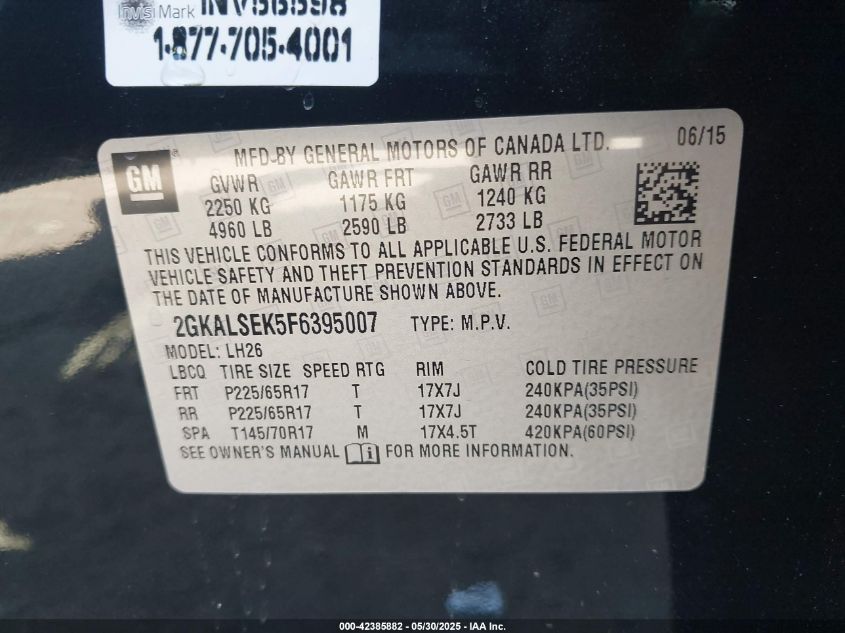 InvisiMark INV56598
1-877-705-4001
GM MFD-BY GENERAL MOTORS OF CANADA LTD. 06/15
GVWR GAWR FRT GAWR RR
2250 KG 1175 KG 1240 KG
4960 LB 2590 LB 2733 LB
THIS VEHICLE CONFORMS TO ALL APPLICABLE U.S. FEDERAL MOTOR
VEHICLE SAFETY AND THEFT PREVENTION STANDARDS IN EFFECT ON
THE DATE OF MANUFACTURE SHOWN ABOVE.
2GKALSEK5F6395007 TYPE: M.P.V.
MODEL: LH26
LBCQ TIRE SIZE SPEED RTG RIM COLD TIRE PRESSURE
FRT P225/65R17 T 17X7J 240KPA(35PSI)
RR P225/65R17 T 17X7J 240KPA(35PSI)
SPA T145/70R17 M 17X4.5T 420KPA(60PSI)
SEE OWNER'S MANUAL i FOR MORE INFORMATION.
000-42385882 — 05/30/2025 - IAA Inc.